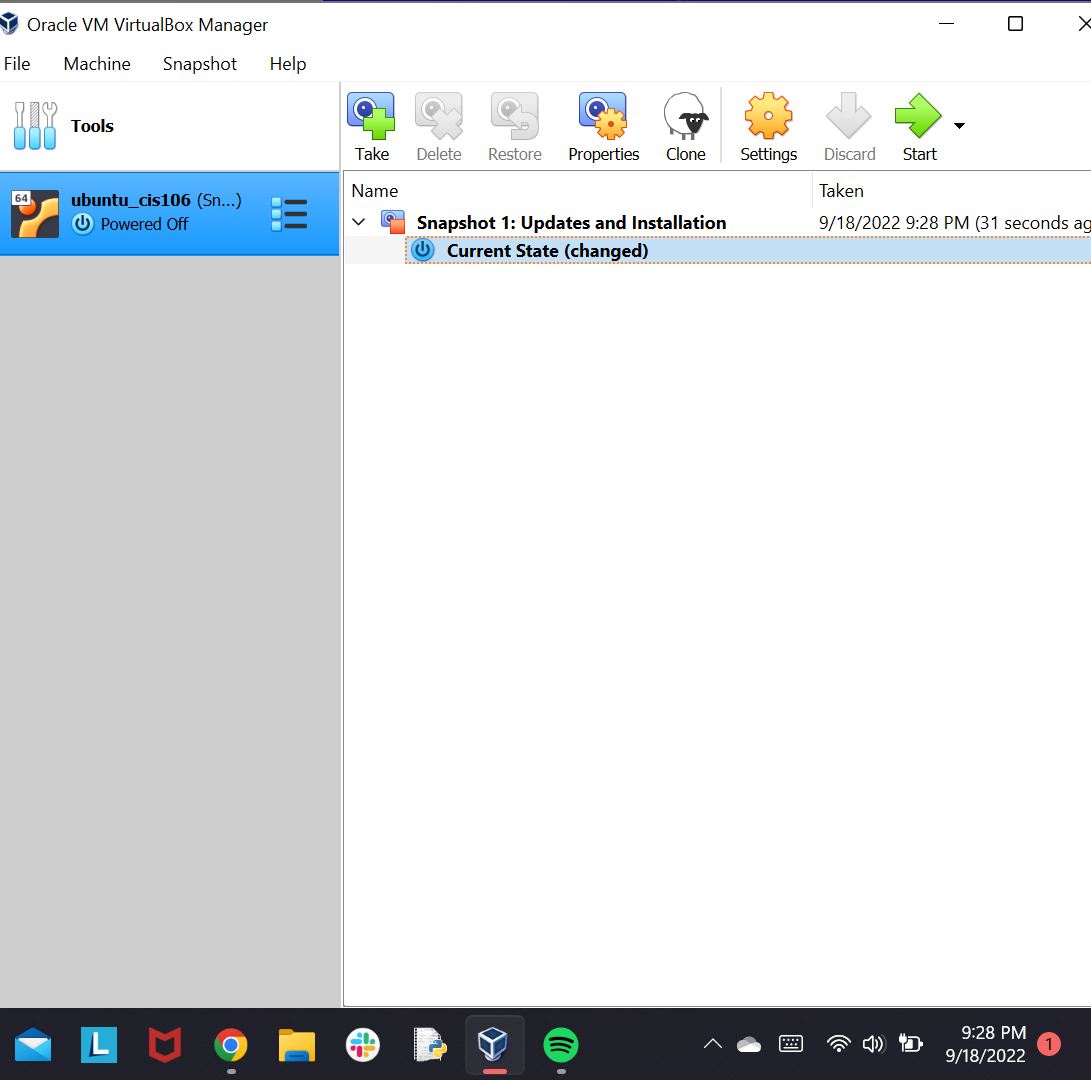 Oracle VM VirtualBox Manager
File Machine Snapshot Help
Tools
Take Delete Restore Properties Clone Settings Discard Start
64
ubuntu_cis106 (Sn...)
Powered Off
Name Taken
Snapshot 1: Updates and Installation 9/18/2022 9:28 PM (31 seconds ag
Current State (changed)
L
9:28 PM
9/18/2022
1